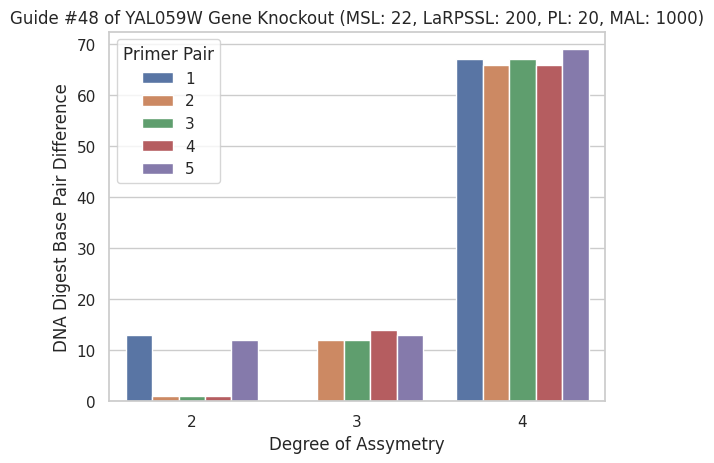 Guide #48 of YAL059W Gene Knockout (MSL: 22, LaRPSSL: 200, PL: 20, MAL: 1000)
DNA Digest Base Pair Difference
70
60
50
40
30
20
10
0
Primer Pair
1
2
3
4
5
2 3 4
Degree of Assymetry